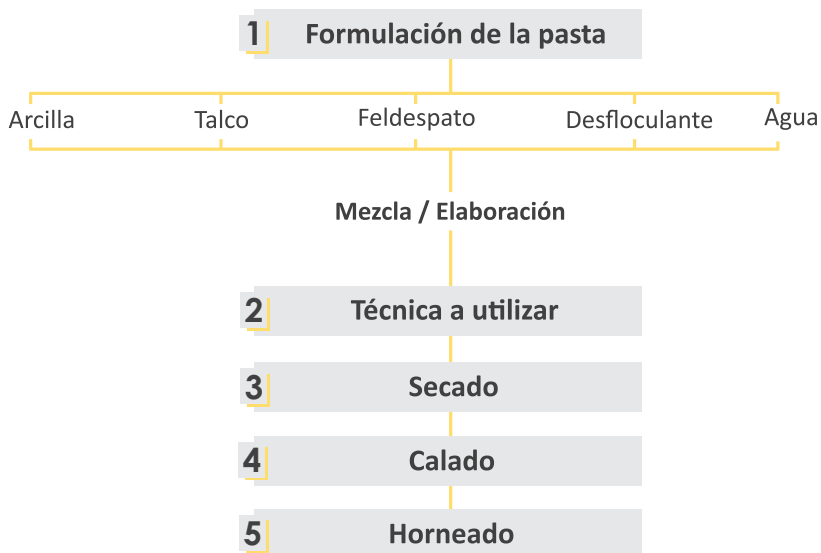 1 Formulación de la pasta
Arcilla Talco Feldespato Desfloculante Agua
Mezcla / Elaboración
2 Técnica a utilizar
3 Secado
4 Calado
5 Horneado